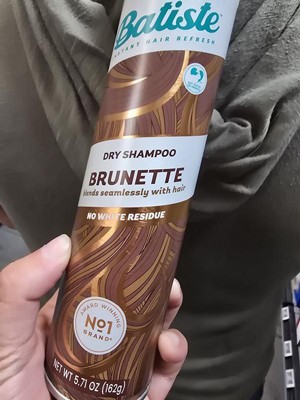 Batiste
INSTANT HAIR REFRESH
DRY SHAMPOO
BRUNETTE
blends seamlessly with hair
NO WHITE RESIDUE
AWARD WINNING
Nº1
BRAND*
NET WT 5.71 OZ (162g)